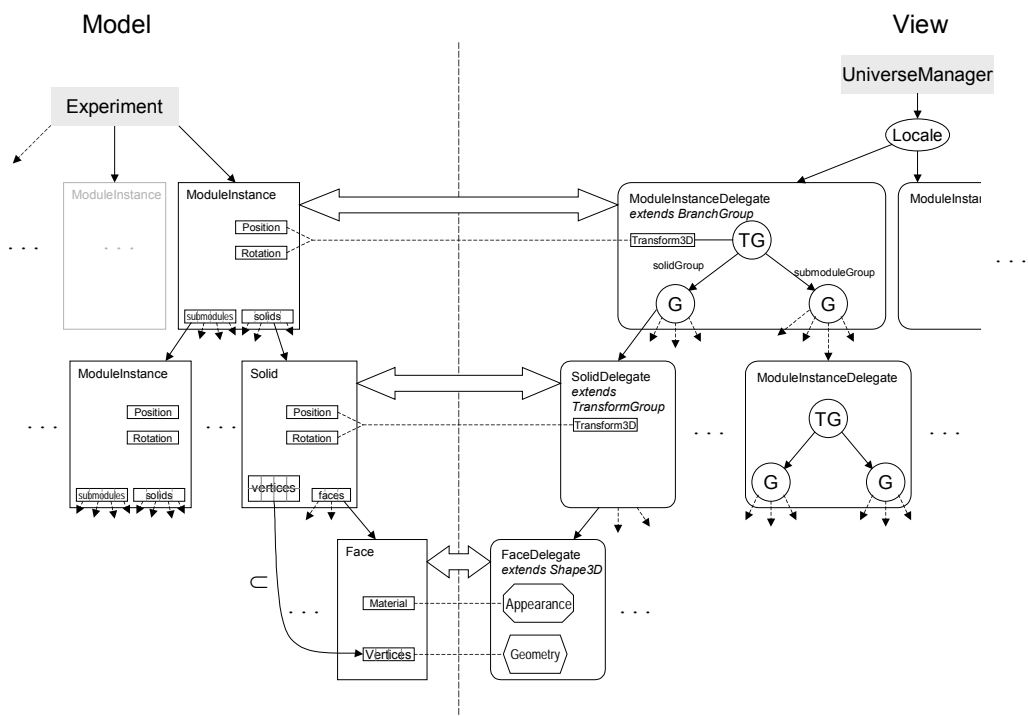 Model
View
UniverseManager
Experiment
Locale
ModuleInstance
. . .
. . .
ModuleInstance
Position
Rotation
submodules
solids
ModuleInstanceDelegate
extends BranchGroup
Transform3D
TG
solidGroup
submoduleGroup
G
G
ModuleInstan
. . .
ModuleInstance
Position
Rotation
submodules
solids
. . .
. . .
Solid
Position
Rotation
vertices
faces
SolidDelegate
extends
TransformGroup
Transform3D
. . .
ModuleInstanceDelegate
TG
G
G
. . .
⊂
Face
Material
Vertices
. . .
FaceDelegate
extends Shape3D
Appearance
Geometry
. . .